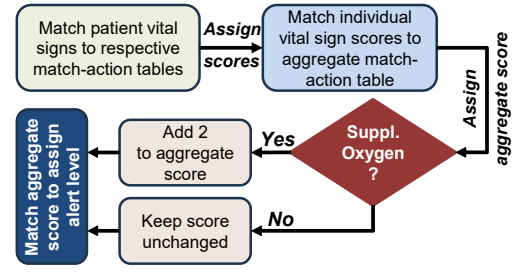 Match patient vital
signs to respective
match-action tables
Assign
scores
Match individual
vital sign scores to
aggregate match-
action table
Assign
aggregate score
Suppl.
Oxygen
?
Yes
Add 2
to aggregate
score
No
Keep score
unchanged
Match aggregate
score to assign
alert level